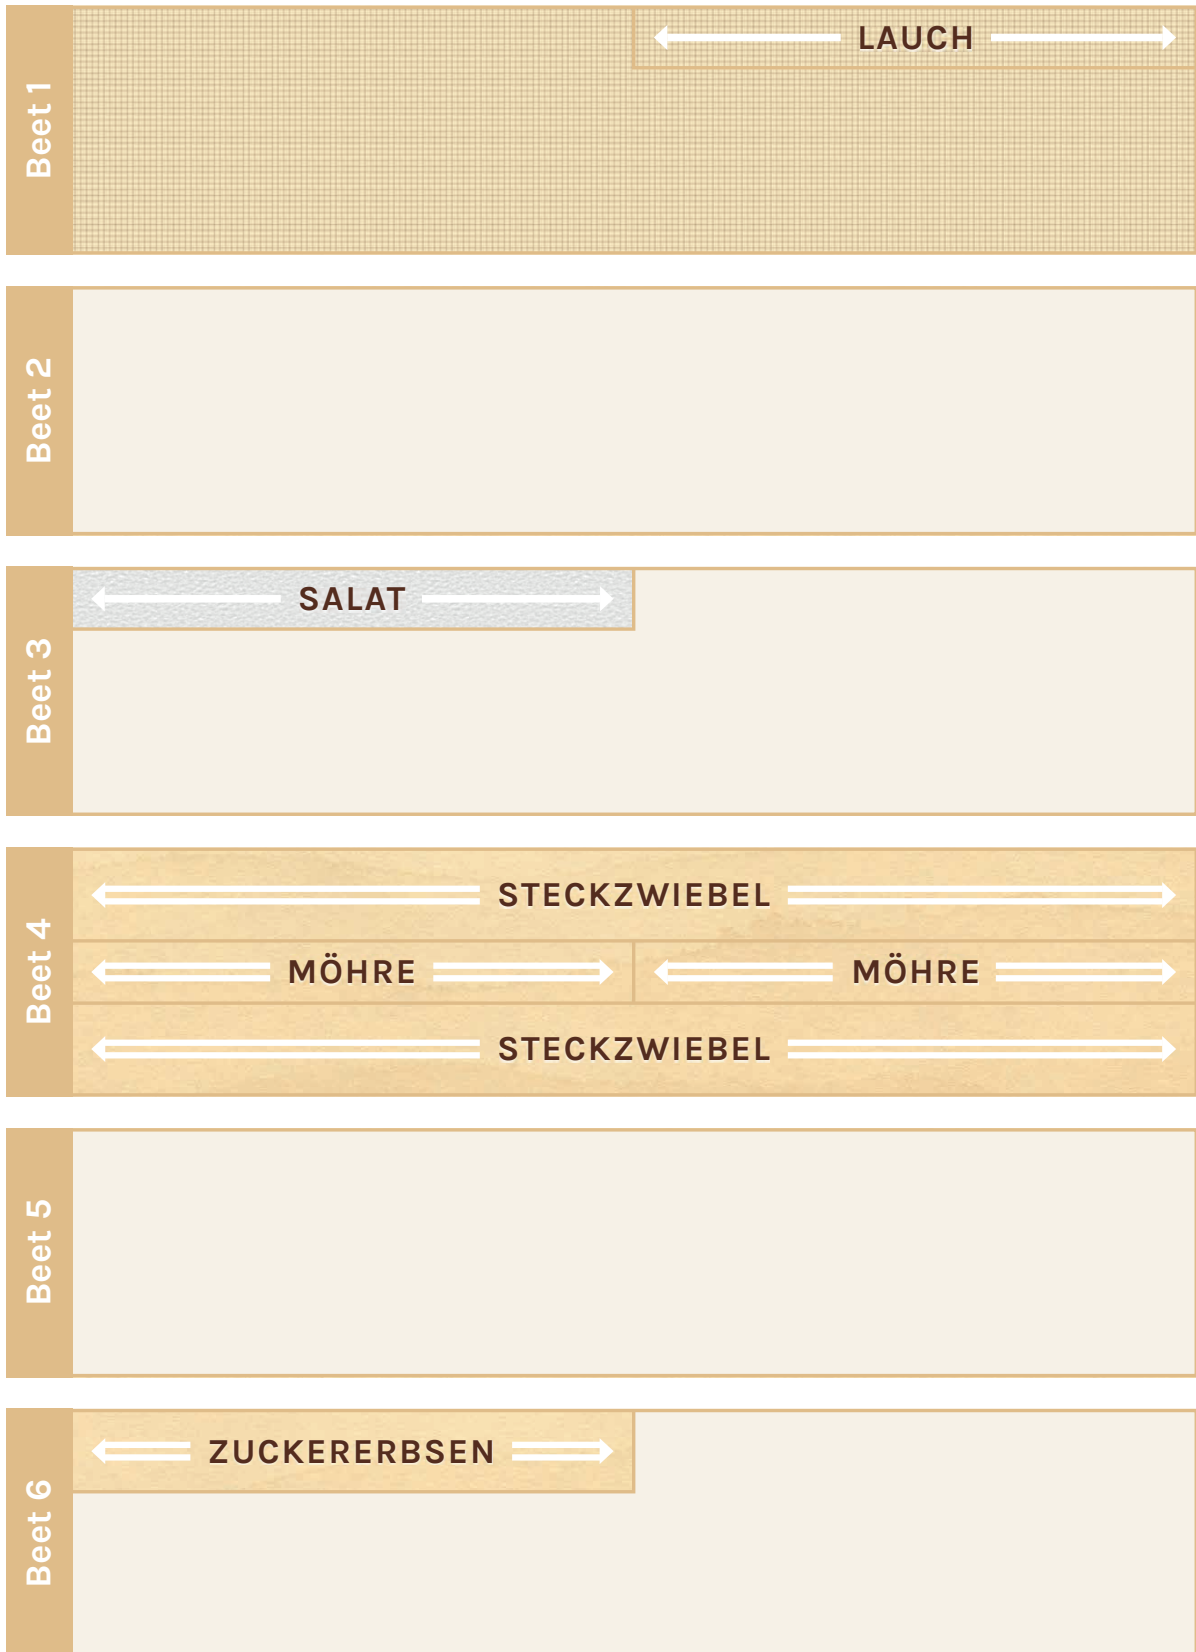 Beet 1
LAUCH
Beet 2
Beet 3
SALAT
Beet 4
STECKZWIEBEL
MÖHRE MÖHRE
STECKZWIEBEL
Beet 5
Beet 6
ZUCKERERBSEN